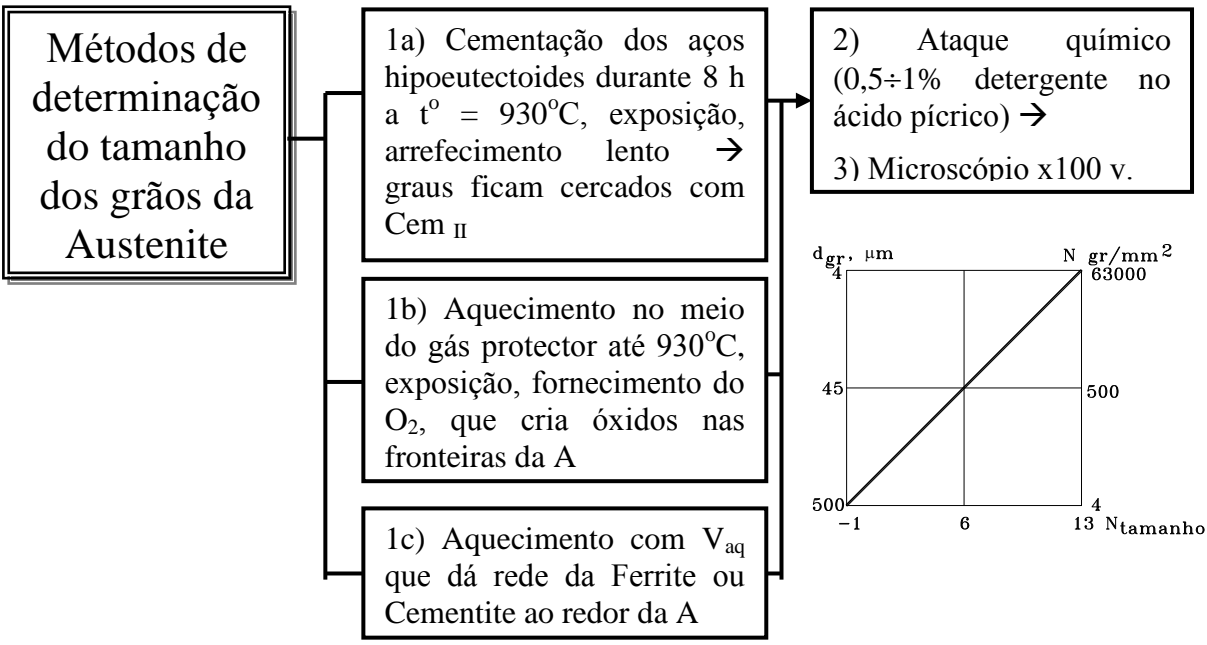 Métodos de
determinação
do tamanho
dos grãos da
Austenite
1a) Cementação dos aços
hipoeutectoides durante 8 h
a tº = 930ºC, exposição,
arrefecimento lento →
graus ficam cercados com
Cem II
1b) Aquecimento no meio
do gás protector até 930ºC,
exposição, fornecimento do
O₂, que cria óxidos nas
fronteiras da A
1c) Aquecimento com Vaq
que dá rede da Ferrite ou
Cementite ao redor da A
2) Ataque químico
(0,5÷1% detergente no
ácido pícrico) →
3) Microscópio x100 v.
dgr, μm
N gr/mm²
4
63000
45
500
500
4
-1
6
13 Ntamanho